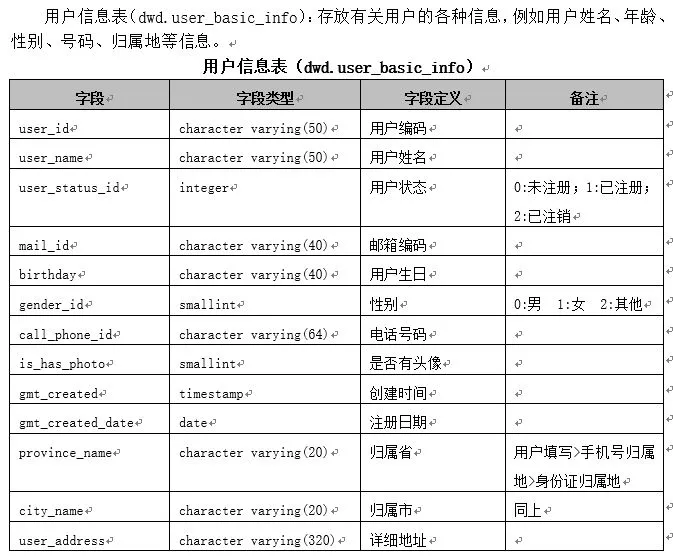 用户信息表(dwd.user_basic_info)：存放有关用户的各种信息，例如用户姓名、年龄、
性别、号码、归属地等信息。
用户信息表（dwd.user_basic_info）
字段 字段类型 字段定义 备注
user_id character varying(50) 用户编码
user_name character varying(50) 用户姓名
user_status_id integer 用户状态 0:未注册；1:已注册；
2:已注销
mail_id character varying(40) 邮箱编码
birthday character varying(40) 用户生日
gender_id smallint 性别 0:男 1:女 2:其他
call_phone_id character varying(64) 电话号码
is_has_photo smallint 是否有头像
gmt_created timestamp 创建时间
gmt_created_date date 注册日期
province_name character varying(20) 归属省 用户填写>手机号归属
地>身份证归属地
city_name character varying(20) 归属市 同上
user_address character varying(320) 详细地址